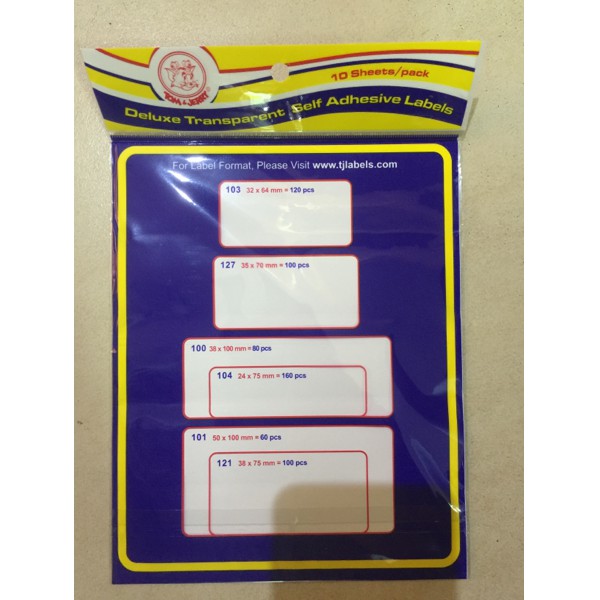 TOM & JERRY
10 Sheets/pack
Deluxe Transparent Self Adhesive Labels
For Label Format, Please Visit www.tjlabels.com
103 32 x 64 mm = 120 pcs
127 35 x 70 mm = 100 pcs
100 38 x 100 mm = 80 pcs
104 24 x 75 mm = 160 pcs
101 50 x 100 mm = 60 pcs
121 38 x 75 mm = 100 pcs